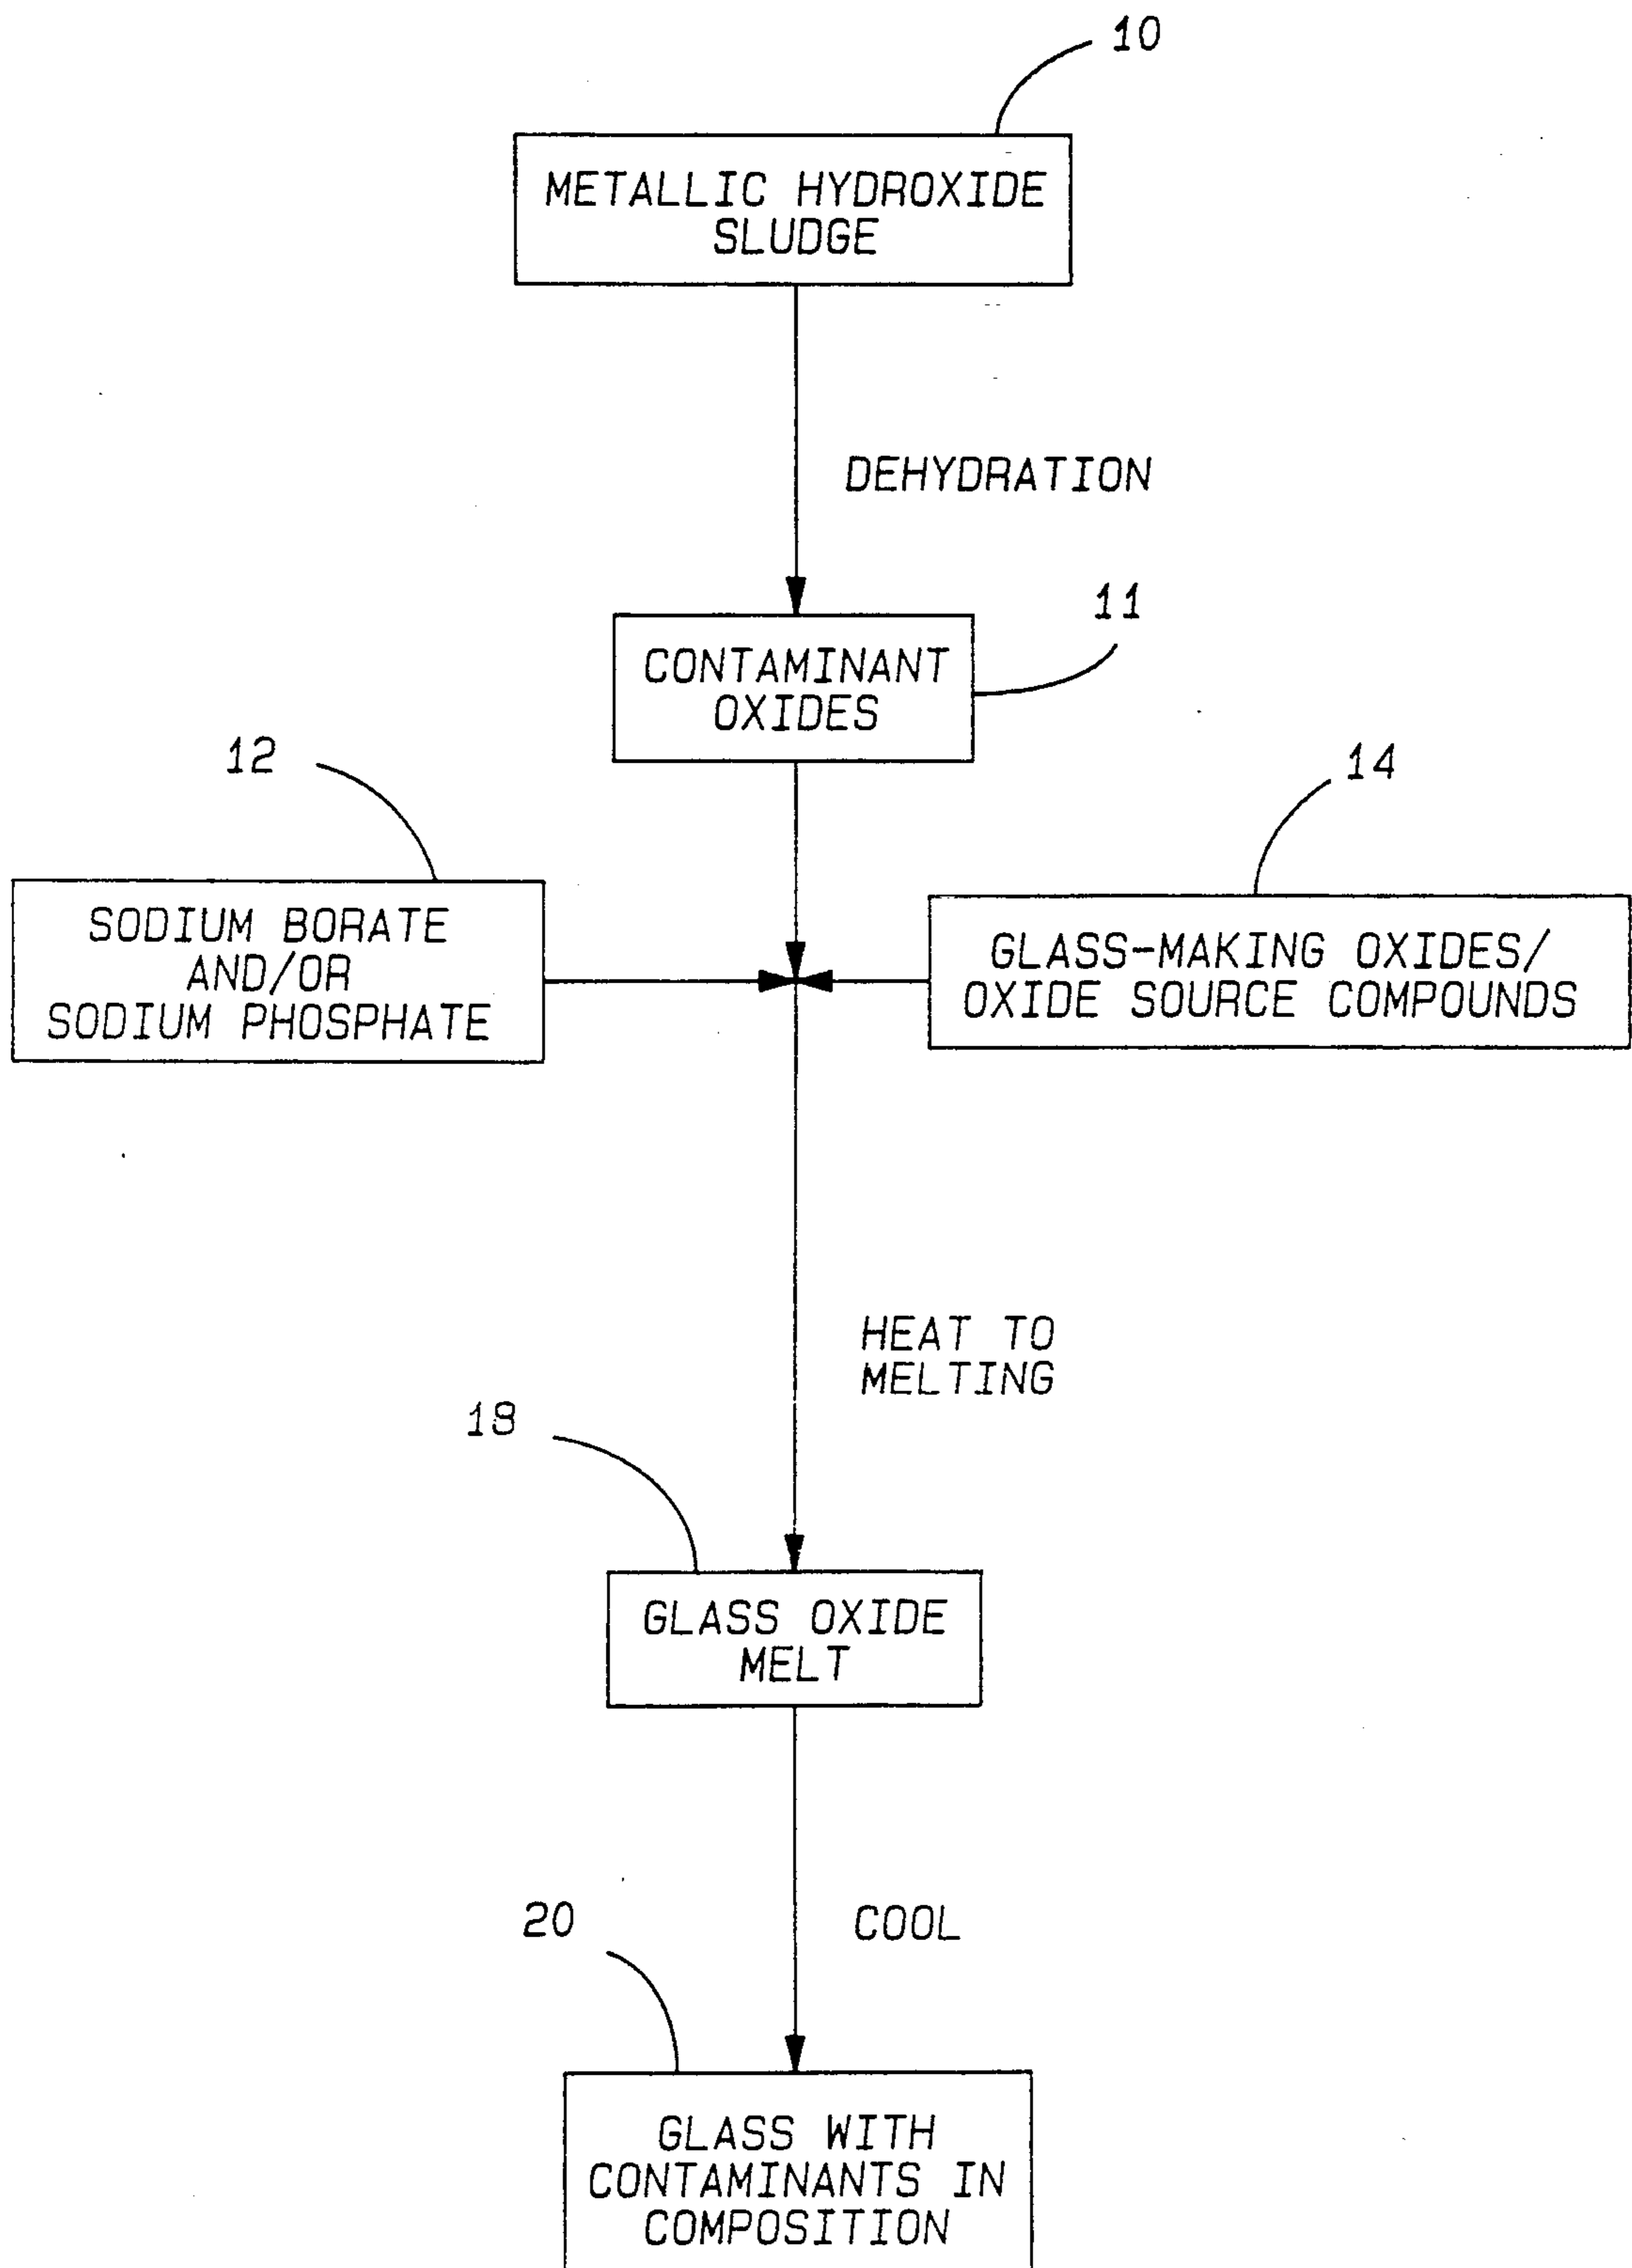 10
METALLIC HYDROXIDE
SLUDGE
DEHYDRATION
11
CONTAMINANT
OXIDES
12
14
SODIUM BORATE
AND/OR
SODIUM PHOSPHATE
GLASS-MAKING OXIDES/
OXIDE SOURCE COMPOUNDS
HEAT TO
MELTING
18
GLASS OXIDE
MELT
20
COOL
GLASS WITH
CONTAMINANTS IN
COMPOSITION